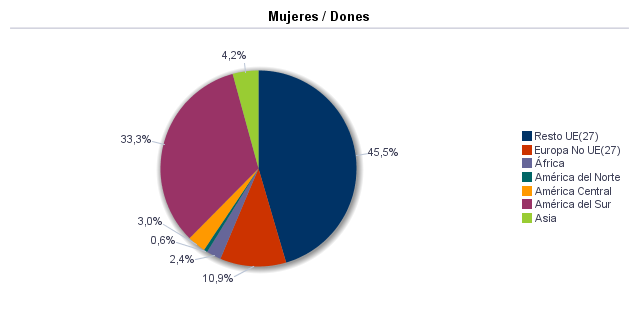 Mujeres / Dones
4,2%
45,5%
33,3%
3,0%
0,6%
2,4%
10,9%
Resto UE(27)
Europa No UE(27)
África
América del Norte
América Central
América del Sur
Asia